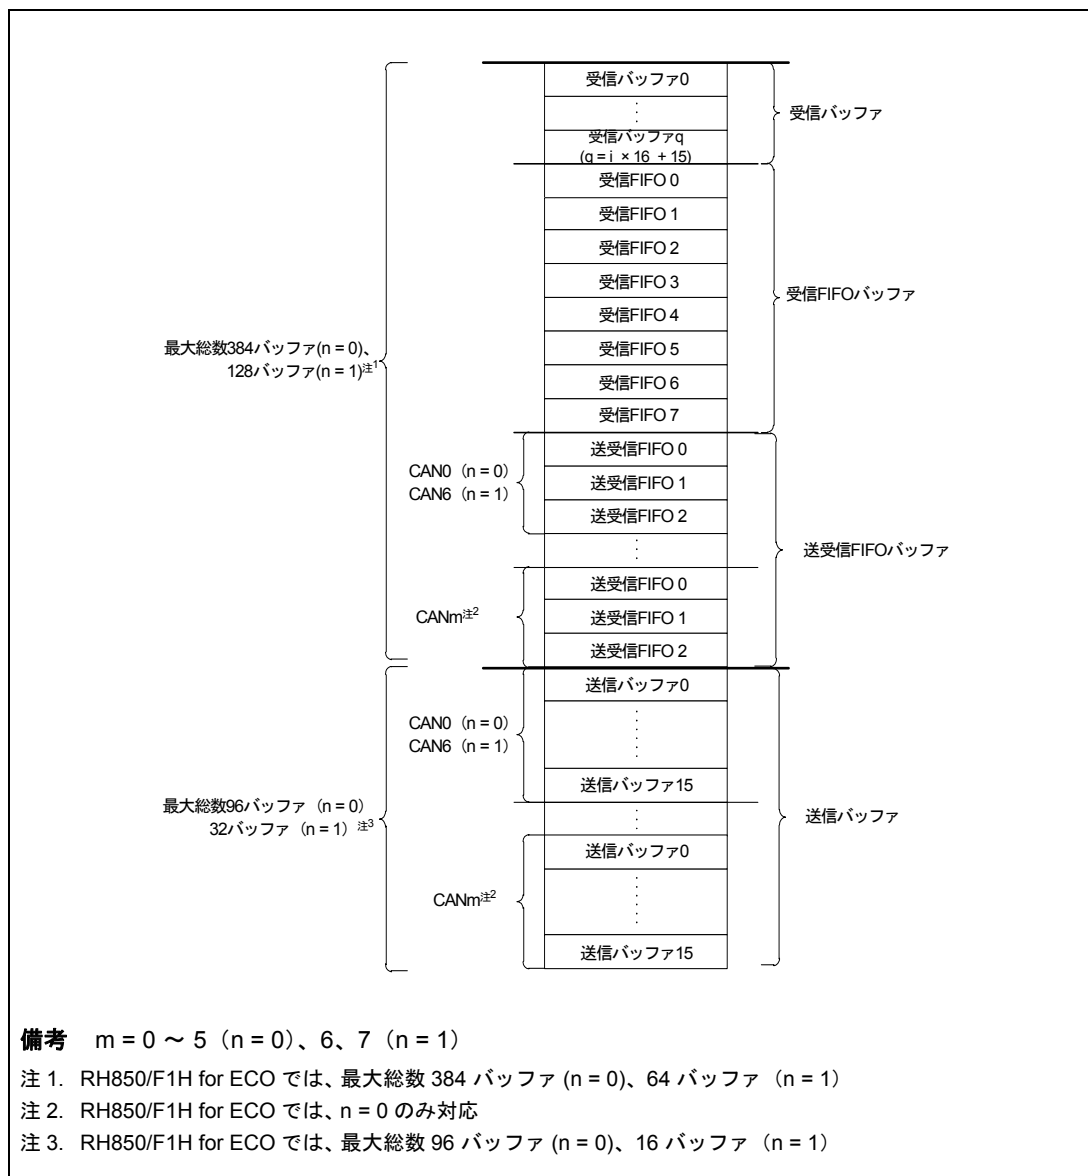 受信バッファ0
受信バッファq
(q = i × 16 + 15)
受信バッファ
受信FIFO 0
受信FIFO 1
受信FIFO 2
受信FIFO 3
受信FIFO 4
受信FIFO 5
受信FIFO 6
受信FIFO 7
受信FIFOバッファ
最大総数384バッファ(n = 0)、
128バッファ(n = 1)注1
CAN0（n = 0）
CAN6（n = 1）
送受信FIFO 0
送受信FIFO 1
送受信FIFO 2
送受信FIFOバッファ
CANm注2
送受信FIFO 0
送受信FIFO 1
送受信FIFO 2
送信バッファ0
CAN0（n = 0）
CAN6（n = 1）
送信バッファ15
最大総数96バッファ（n = 0）
32バッファ（n = 1）注3
送信バッファ
送信バッファ0
CANm注2
送信バッファ15
備考 m = 0 ～ 5（n = 0）、6、7（n = 1）
注 1. RH850/F1H for ECO では、最大総数 384 バッファ (n = 0)、64 バッファ（n = 1）
注 2. RH850/F1H for ECO では、n = 0 のみ対応
注 3. RH850/F1H for ECO では、最大総数 96 バッファ (n = 0)、16 バッファ（n = 1）